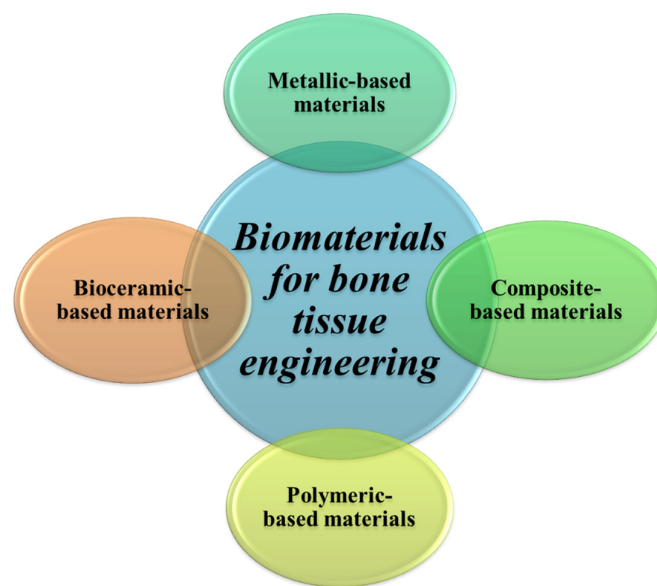 Metallic-based
materials
Biomaterials
for bone
tissue
engineering
Bioceramic-
based materials
Composite-
based materials
Polymeric-
based materials